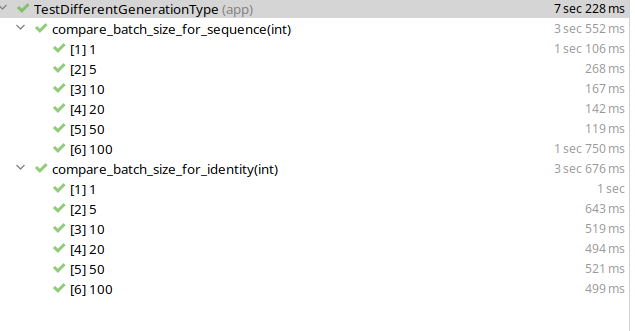 TestDifferentGenerationType (app) 7 sec 228 ms
compare_batch_size_for_sequence(int) 3 sec 552 ms
[1] 1 1 sec 106 ms
[2] 5 268 ms
[3] 10 167 ms
[4] 20 142 ms
[5] 50 119 ms
[6] 100 1 sec 750 ms
compare_batch_size_for_identity(int) 3 sec 676 ms
[1] 1 1 sec
[2] 5 643 ms
[3] 10 519 ms
[4] 20 494 ms
[5] 50 521 ms
[6] 100 499 ms